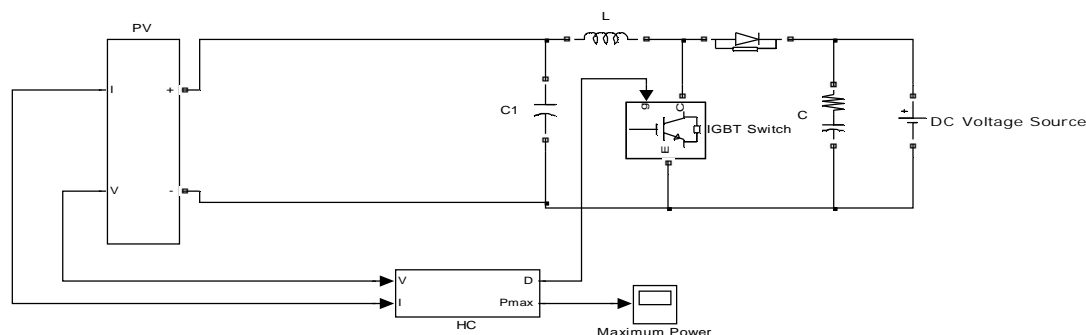 PV
I
+
V
-
C1
L
g
C
E
IGBT Switch
C
+
DC Voltage Source
V
I
D
Pmax
HC
Maximum Power